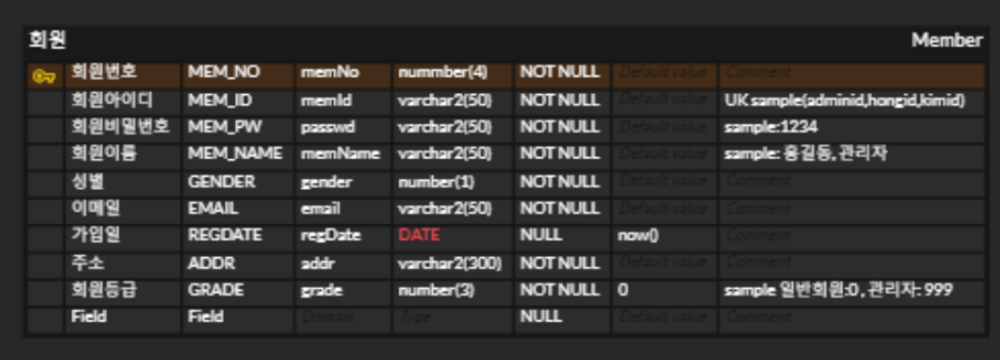 회원 Member
회원번호 MEM_NO memNo nummber(4) NOT NULL Default value Comment
회원아이디 MEM_ID memId varchar2(50) NOT NULL Default value UK sample(adminid,hongid,kimid)
회원비밀번호 MEM_PW passwd varchar2(50) NOT NULL Default value sample:1234
회원이름 MEM_NAME memName varchar2(50) NOT NULL Default value sample: 홍길동, 관리자
성별 GENDER gender number(1) NOT NULL Default value Comment
이메일 EMAIL email varchar2(50) NOT NULL Default value Comment
가입일 REGDATE regDate DATE NULL now() Comment
주소 ADDR addr varchar2(300) NOT NULL Default value Comment
회원등급 GRADE grade number(3) NOT NULL 0 sample 일반회원:0 , 관리자: 999
Field Field Domain Type NULL Default value Comment